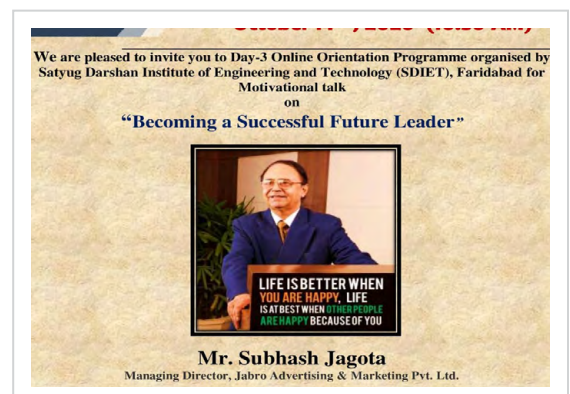 We are pleased to invite you to Day-3 Online Orientation Programme organised by
Satyug Darshan Institute of Engineering and Technology (SDIET), Faridabad for
Motivational talk
on
“Becoming a Successful Future Leader”
LIFE IS BETTER WHEN
YOU ARE HAPPY, LIFE
IS AT BEST WHEN OTHER PEOPLE
ARE HAPPY BECAUSE OF YOU
Mr. Subhash Jagota
Managing Director, Jabro Advertising & Marketing Pvt. Ltd.